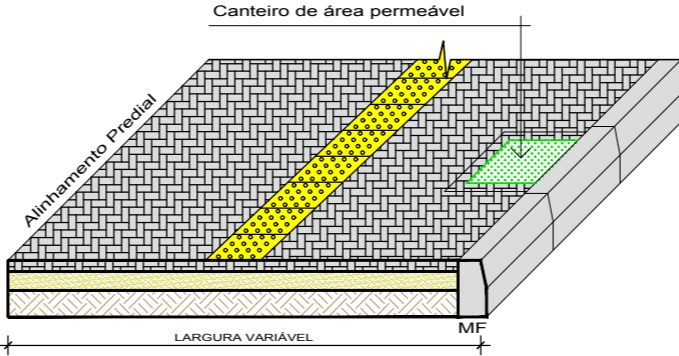 Canteiro de área permeável
Alinhamento Predial
MF
LARGURA VARIÁVEL